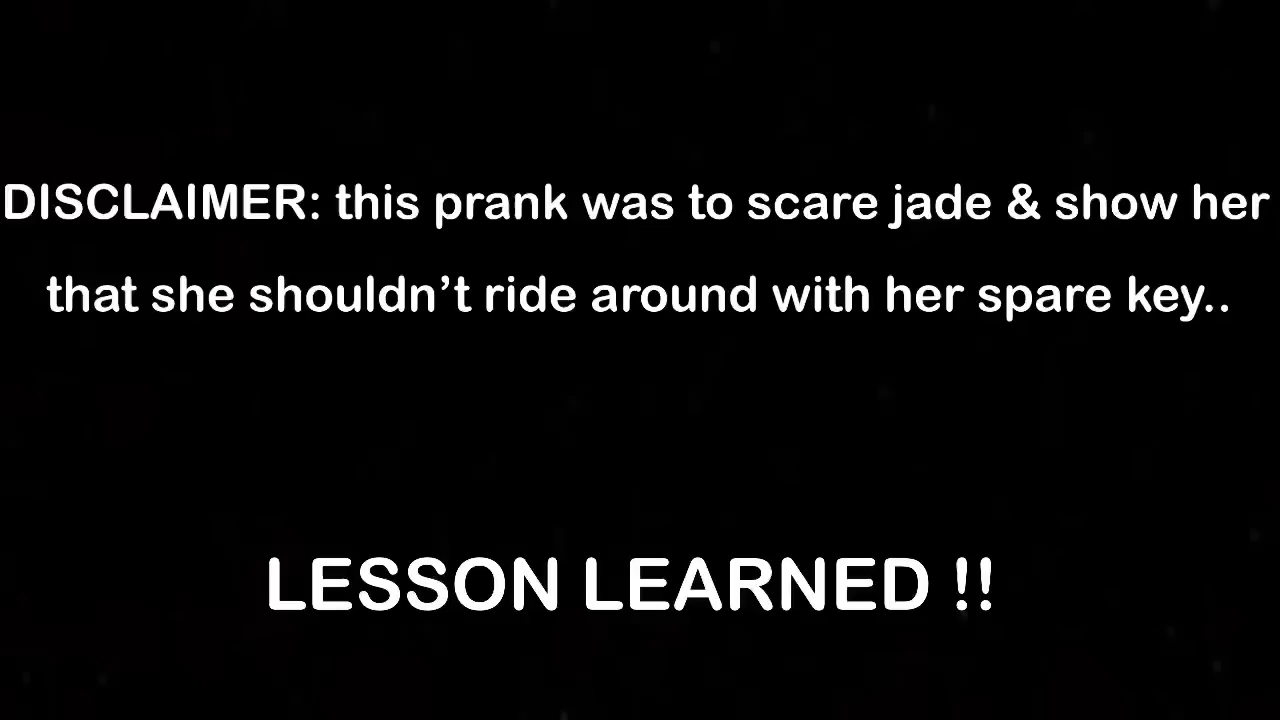 DISCLAIMER: this prank was to scare jade & show her
that she shouldn’t ride around with her spare key..
LESSON LEARNED !!